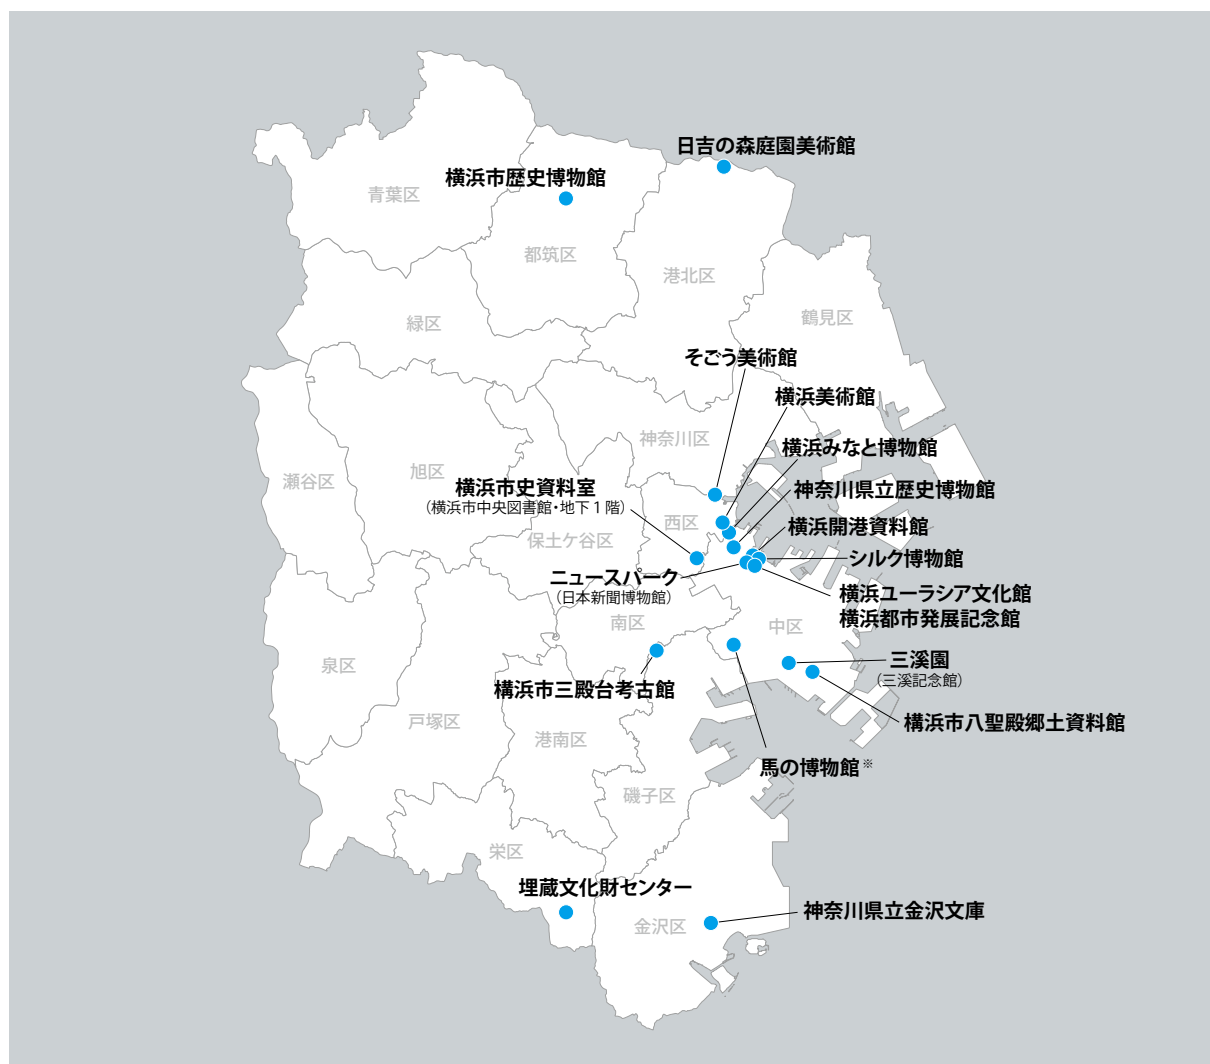 日吉の森庭園美術館
横浜市歴史博物館
青葉区
都筑区
港北区
鶴見区
緑区
そごう美術館
横浜美術館
神奈川区
横浜みなと博物館
旭区
瀬谷区
横浜市史資料室
(横浜市中央図書館・地下1階)
神奈川県立歴史博物館
西区
横浜開港資料館
保土ケ谷区
シルク博物館
ニュースパーク
(日本新聞博物館)
横浜ユーラシア文化館
横浜都市発展記念館
南区
中区
三溪園
(三溪記念館)
泉区
横浜市三殿台考古館
戸塚区
横浜市八聖殿郷土資料館
港南区
馬の博物館※
磯子区
栄区
埋蔵文化財センター
神奈川県立金沢文庫
金沢区